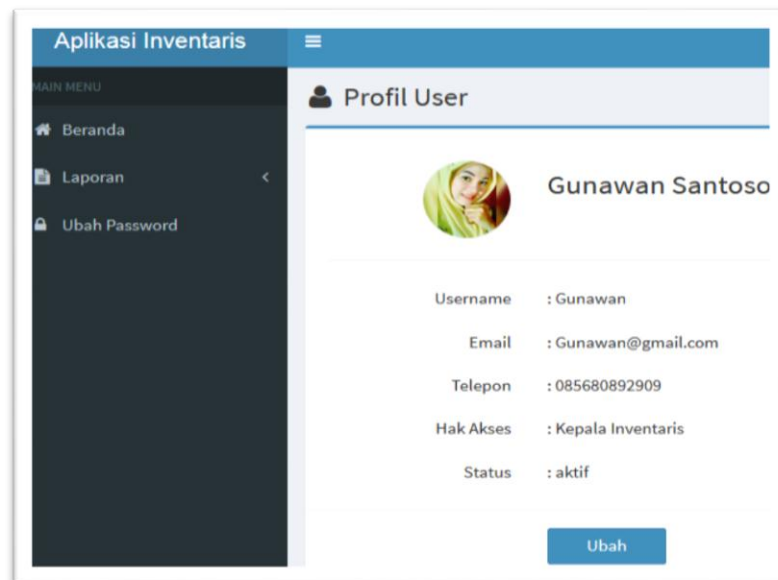 Aplikasi Inventaris
MAIN MENU
Beranda
Laporan
Ubah Password
Profil User
Gunawan Santoso
Username : Gunawan
Email : Gunawan@gmail.com
Telepon : 085680892909
Hak Akses : Kepala Inventaris
Status : aktif
Ubah